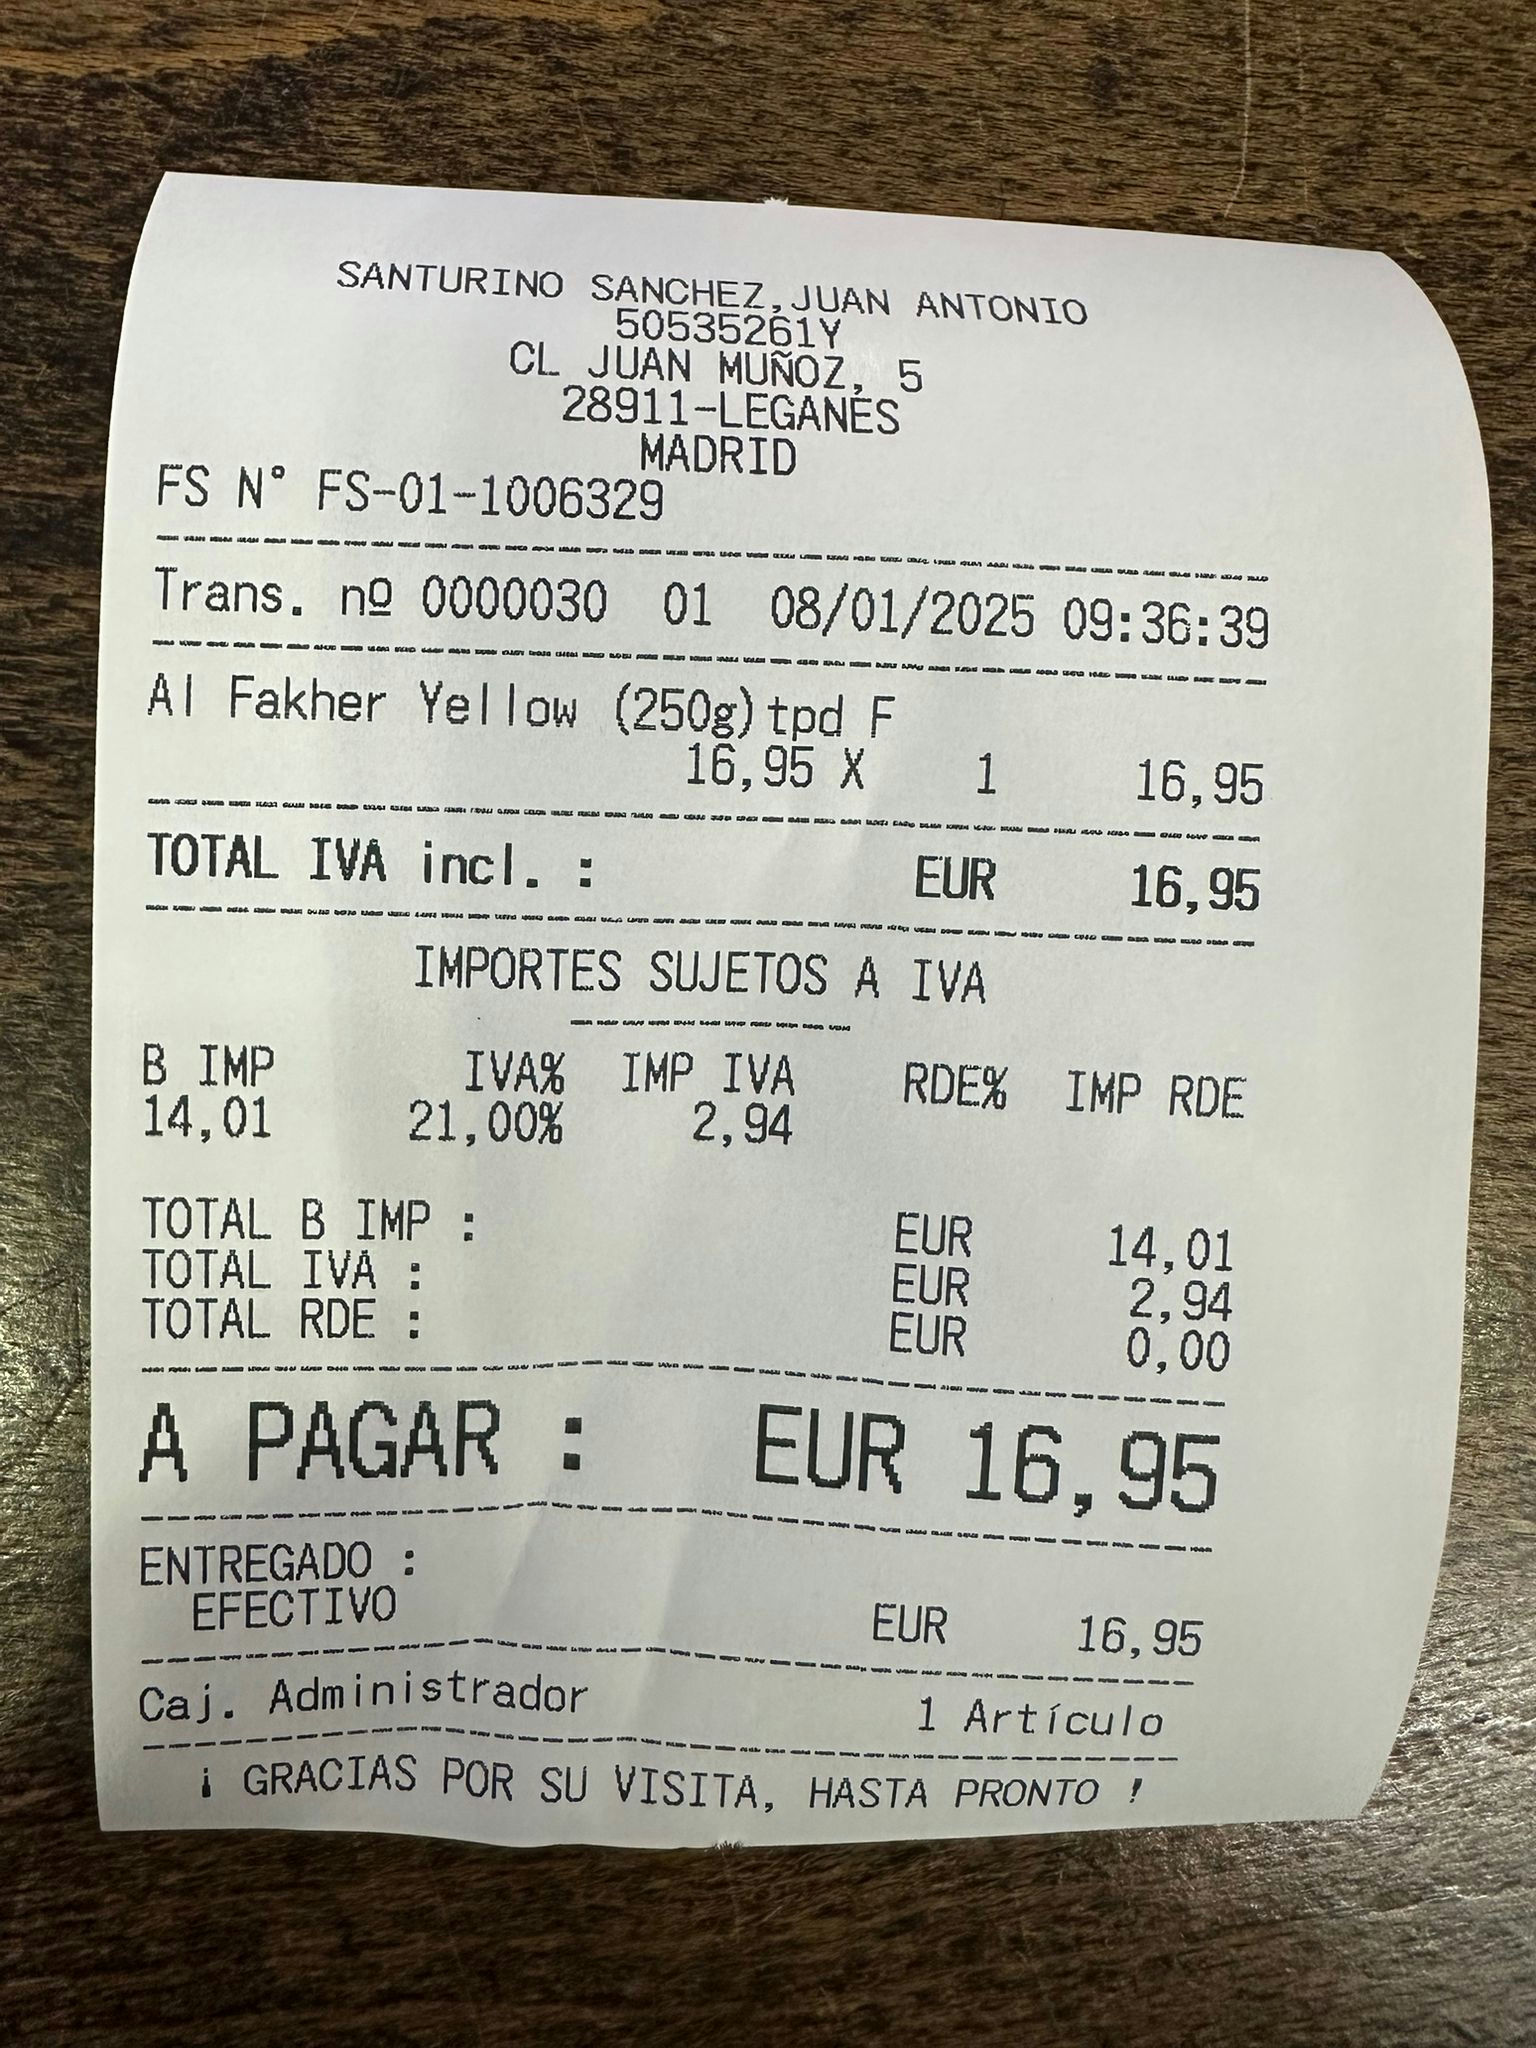 SANTURINO SANCHEZ,JUAN ANTONIO
50535261Y
CL JUAN MUÑOZ, 5
28911-LEGANÉS
MADRID
FS N° FS-01-1006329
Trans. nº 0000030 01 08/01/2025 09:36:39
Al Fakher Yellow (250g)tpd F
16,95 X 1 16,95
TOTAL IVA incl. : EUR 16,95
IMPORTES SUJETOS A IVA
B IMP IVA% IMP IVA RDE% IMP RDE
14,01 21,00% 2,94
TOTAL B IMP : EUR 14,01
TOTAL IVA : EUR 2,94
TOTAL RDE : EUR 0,00
A PAGAR : EUR 16,95
ENTREGADO :
EFECTIVO EUR 16,95
Caj. Administrador 1 Artículo
¡ GRACIAS POR SU VISITA, HASTA PRONTO !